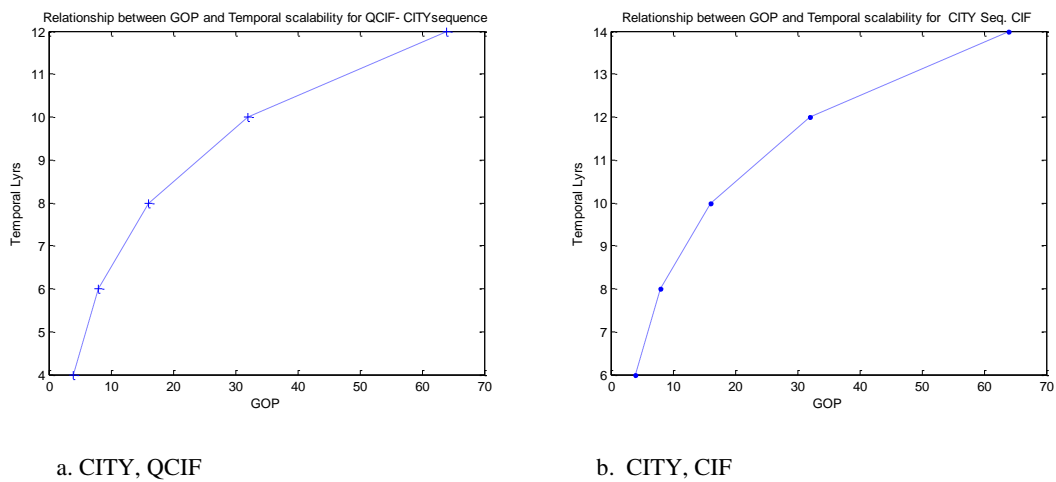 Relationship between GOP and Temporal scalability for QCIF- CITYsequence
12
11
10
9
8
7
6
5
4
Temporal Lyrs
0 10 20 30 40 50 60 70
GOP
a. CITY, QCIF
Relationship between GOP and Temporal scalability for  CITY Seq. CIF
14
13
12
11
10
9
8
7
6
Temporal Lyrs
0 10 20 30 40 50 60 70
GOP
b.  CITY, CIF